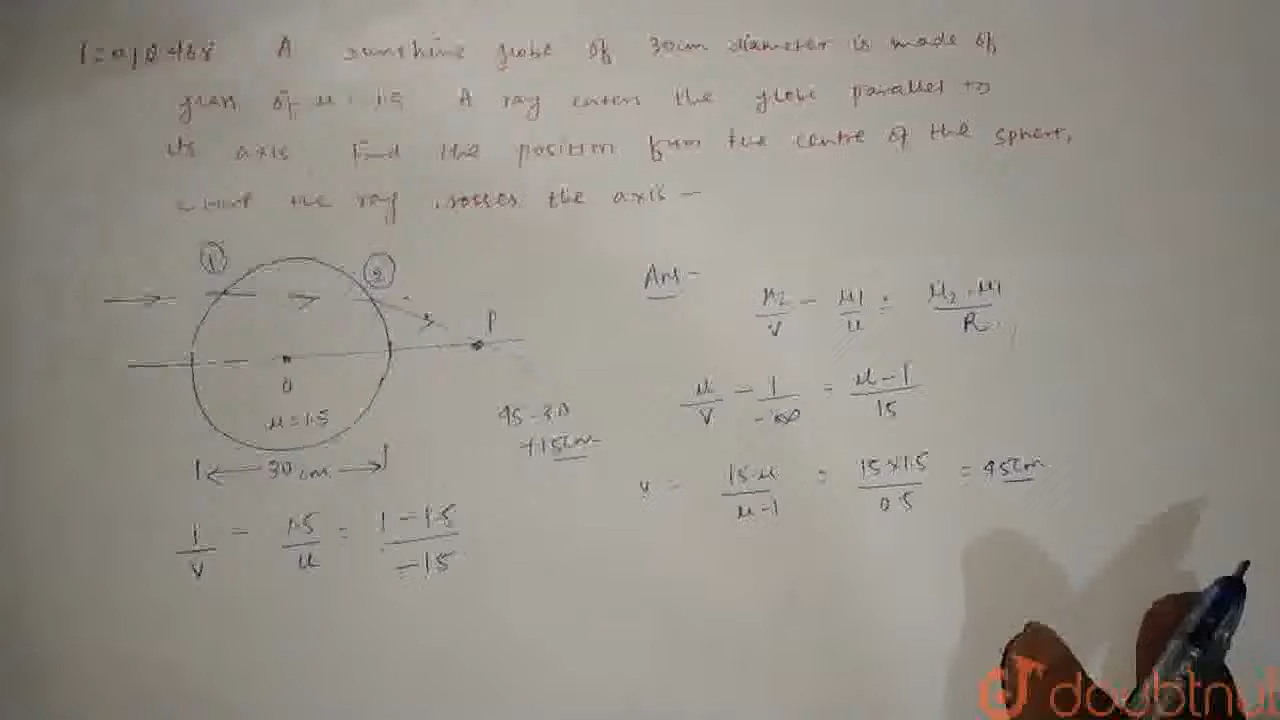 A sunshine globe of 30cm diameter is made of
glass of μ = 1.5 A ray enters the globe parallel to
its axis Find the position from the centre of the sphere,
the ray crosses the axis -
① ②
P
O
μ = 1.5
30 cm
Ans -
μ2/v - μ1/u = μ2 - μ1/R
μ/v - 1/-∞ = μ - 1/15
v = 15 μ/μ - 1 = 15 x 1.5/0.5 = 45cm
45 - 30
+15cm
1/v = 1.5/u = 1 - 1.5/-15
doubtnut